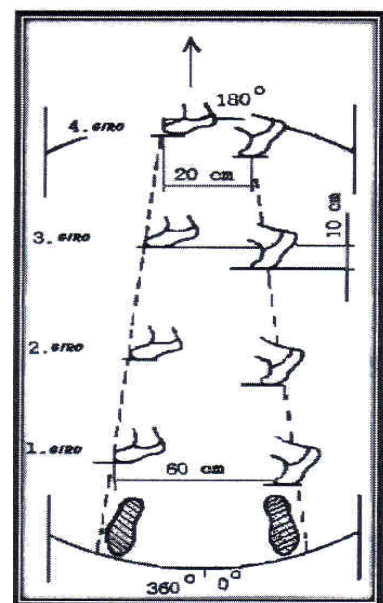 180°
4. GIRO
20 cm
3. GIRO
10 cm
2. GIRO
1. GIRO
60 cm
360° 0°